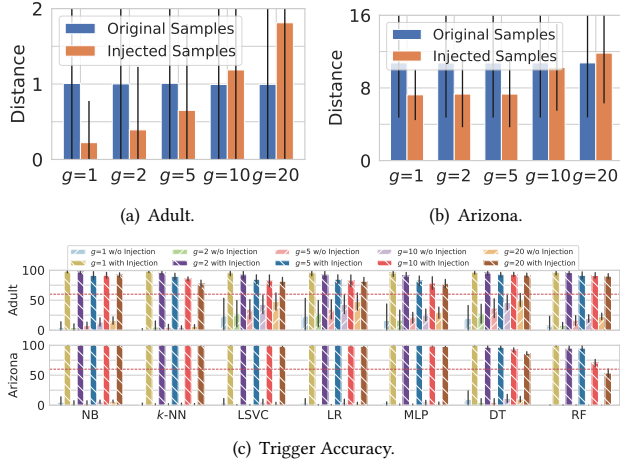 2
1
0
Distance
Original Samples
Injected Samples
g=1 g=2 g=5 g=10 g=20
(a) Adult.
16
12
8
4
0
Distance
Original Samples
Injected Samples
g=1 g=2 g=5 g=10 g=20
(b) Arizona.
g=1 w/o Injection g=2 w/o Injection g=5 w/o Injection g=10 w/o Injection g=20 w/o Injection
g=1 with Injection g=2 with Injection g=5 with Injection g=10 with Injection g=20 with Injection
100
50
0
Adult
100
50
0
Arizona
NB k-NN LSVC LR MLP DT RF
(c) Trigger Accuracy.